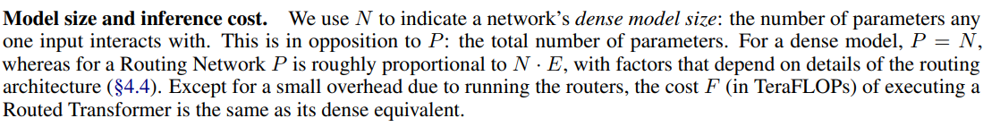 Model size and inference cost. We use N to indicate a network's dense model size: the number of parameters any
one input interacts with. This is in opposition to P: the total number of parameters. For a dense model, P = N,
whereas for a Routing Network P is roughly proportional to N · E, with factors that depend on details of the routing
architecture (§4.4). Except for a small overhead due to running the routers, the cost F (in TeraFLOPs) of executing a
Routed Transformer is the same as its dense equivalent.